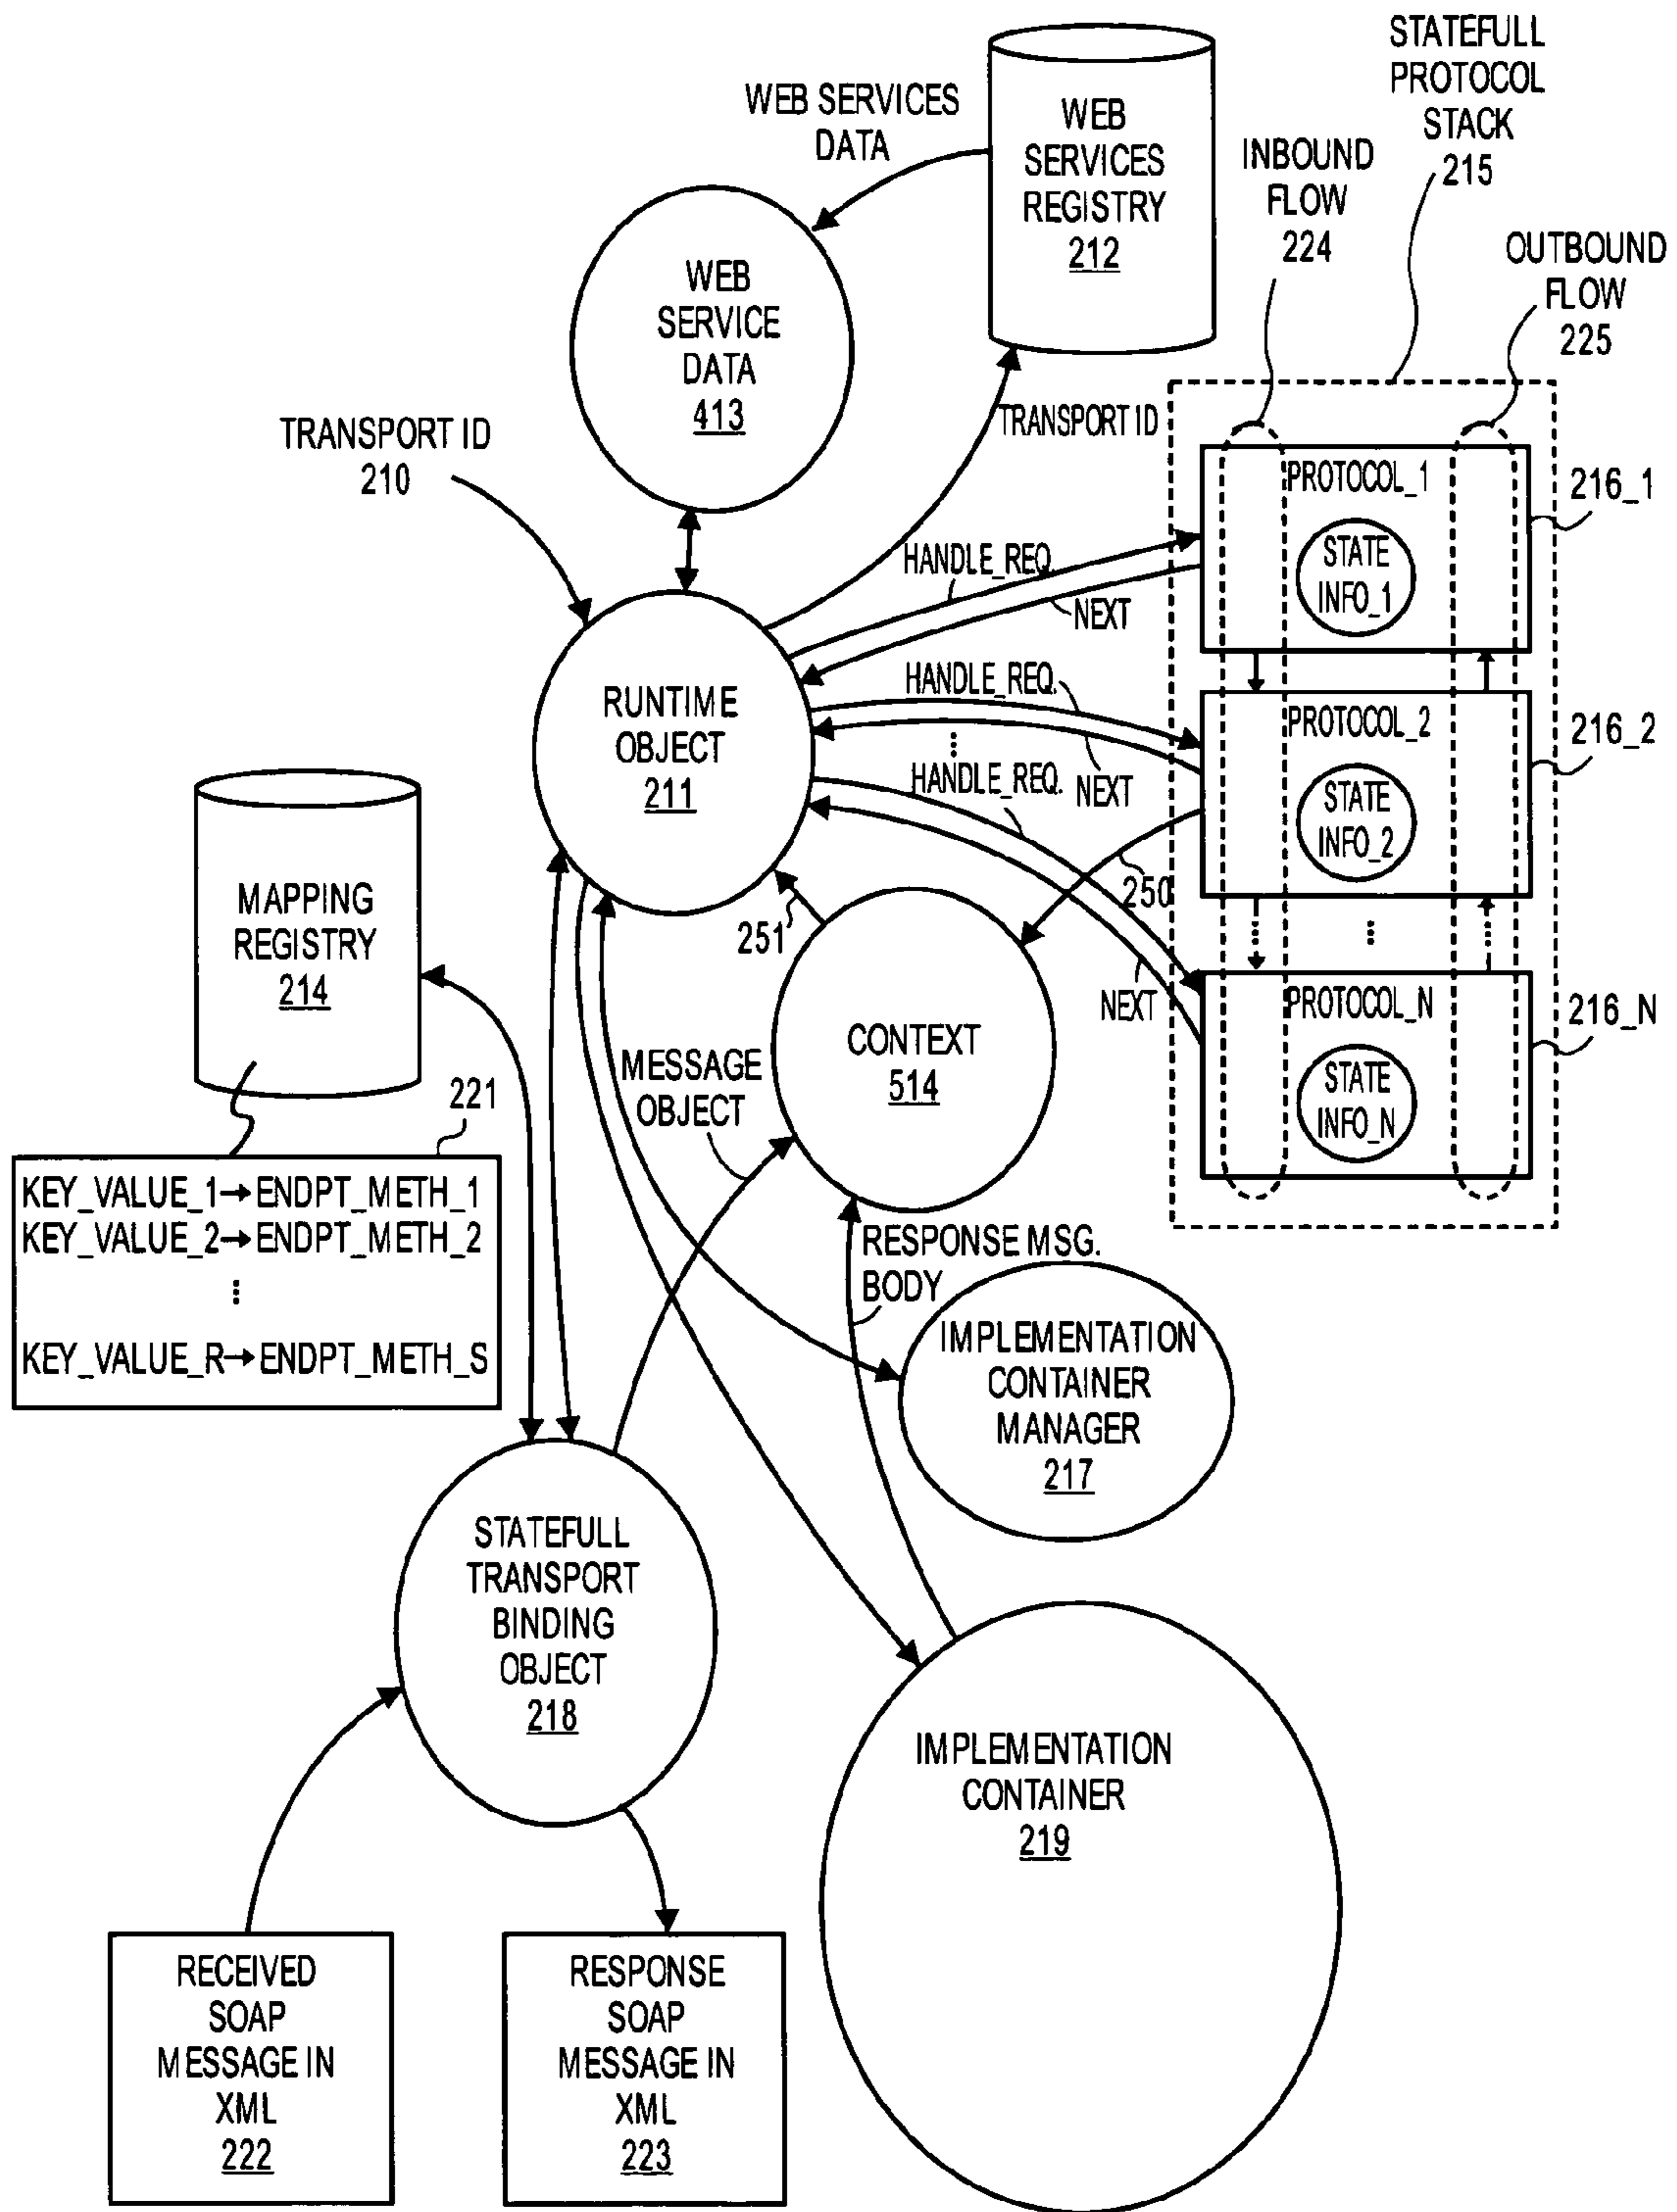 STATEFULL
PROTOCOL
STACK
215
WEB SERVICES
DATA
WEB
SERVICES
REGISTRY
212
INBOUND
FLOW
224
OUTBOUND
FLOW
225
WEB
SERVICE
DATA
413
TRANSPORT ID
210
TRANSPORT ID
PROTOCOL_1
STATE
INFO_1
216_1
HANDLE_REQ.
NEXT
HANDLE_REQ.
NEXT
HANDLE_REQ.
NEXT
PROTOCOL_2
STATE
INFO_2
216_2
RUNTIME
OBJECT
211
250
251
PROTOCOL_N
STATE
INFO_N
216_N
MAPPING
REGISTRY
214
CONTEXT
514
MESSAGE
OBJECT
221
KEY_VALUE_1→ENDPT_METH_1
KEY_VALUE_2→ENDPT_METH_2
KEY_VALUE_R→ENDPT_METH_S
RESPONSE MSG.
BODY
IMPLEMENTATION
CONTAINER
MANAGER
217
STATEFULL
TRANSPORT
BINDING
OBJECT
218
IMPLEMENTATION
CONTAINER
219
RECEIVED
SOAP
MESSAGE IN
XML
222
RESPONSE
SOAP
MESSAGE IN
XML
223